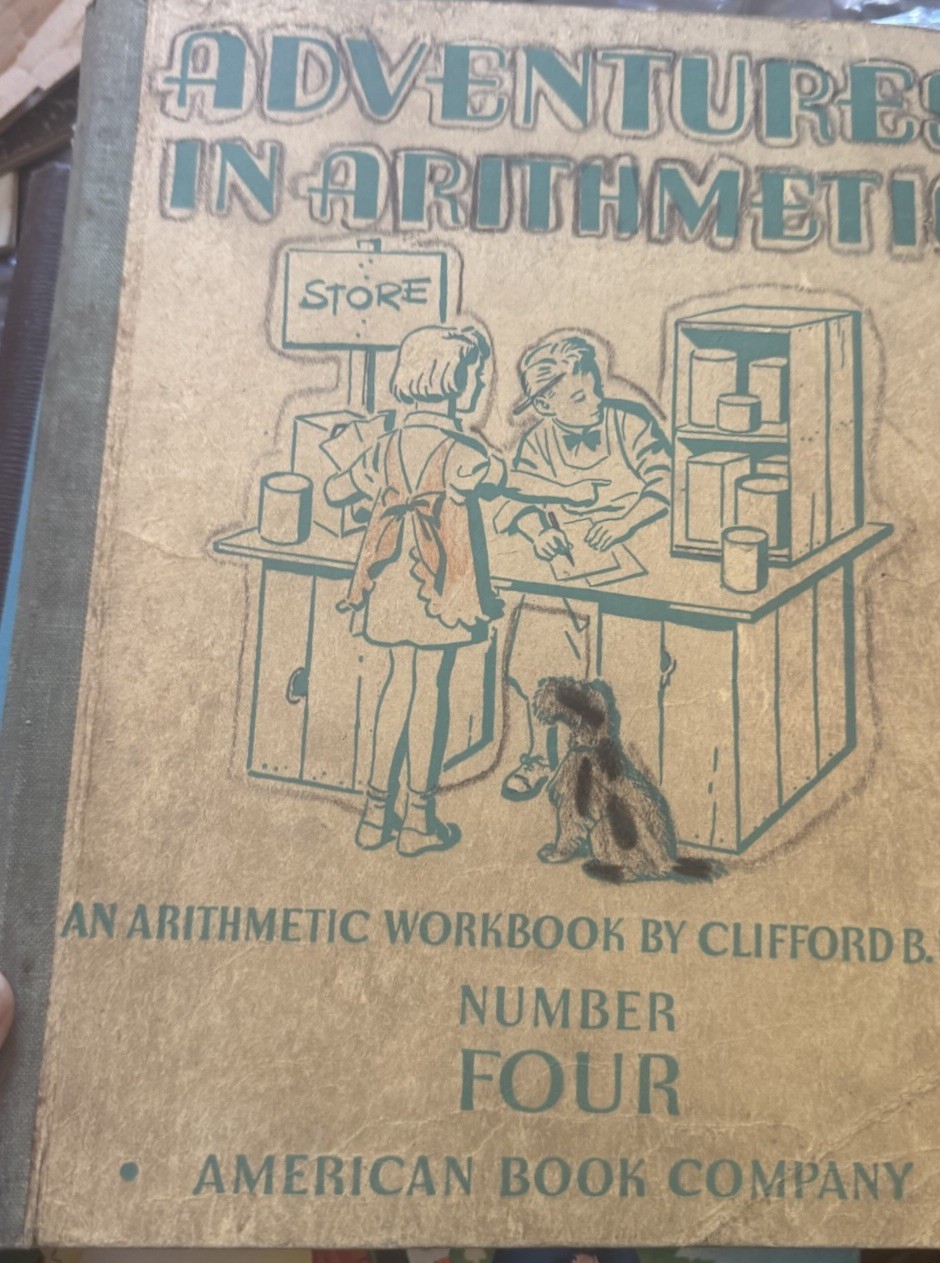 ADVENTURES
IN ARITHMETIC
STORE
AN ARITHMETIC WORKBOOK BY CLIFFORD B.
NUMBER
FOUR
• AMERICAN BOOK COMPANY